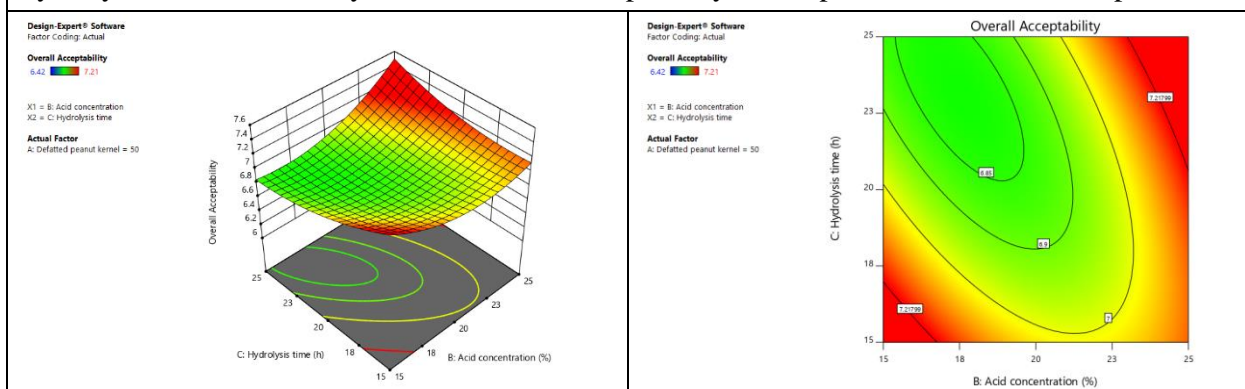 Design-Expert® Software
Factor Coding: Actual
Overall Acceptability
6.42 7.21
X1 = B: Acid concentration
X2 = C: Hydrolysis time
Actual Factor
A: Defatted peanut kernel = 50
Overall Acceptability
7.6
7.4
7.2
7
6.8
6.6
6.4
6.2
6
25
23
20
18
15
C: Hydrolysis time (h)
15
18
20
23
25
B: Acid concentration (%)
Design-Expert® Software
Factor Coding: Actual
Overall Acceptability
6.42 7.21
X1 = B: Acid concentration
X2 = C: Hydrolysis time
Actual Factor
A: Defatted peanut kernel = 50
Overall Acceptability
25
23
20
18
15
C: Hydrolysis time (h)
7.21799
6.85
6.9
7.21799
7
15 18 20 23 25
B: Acid concentration (%)